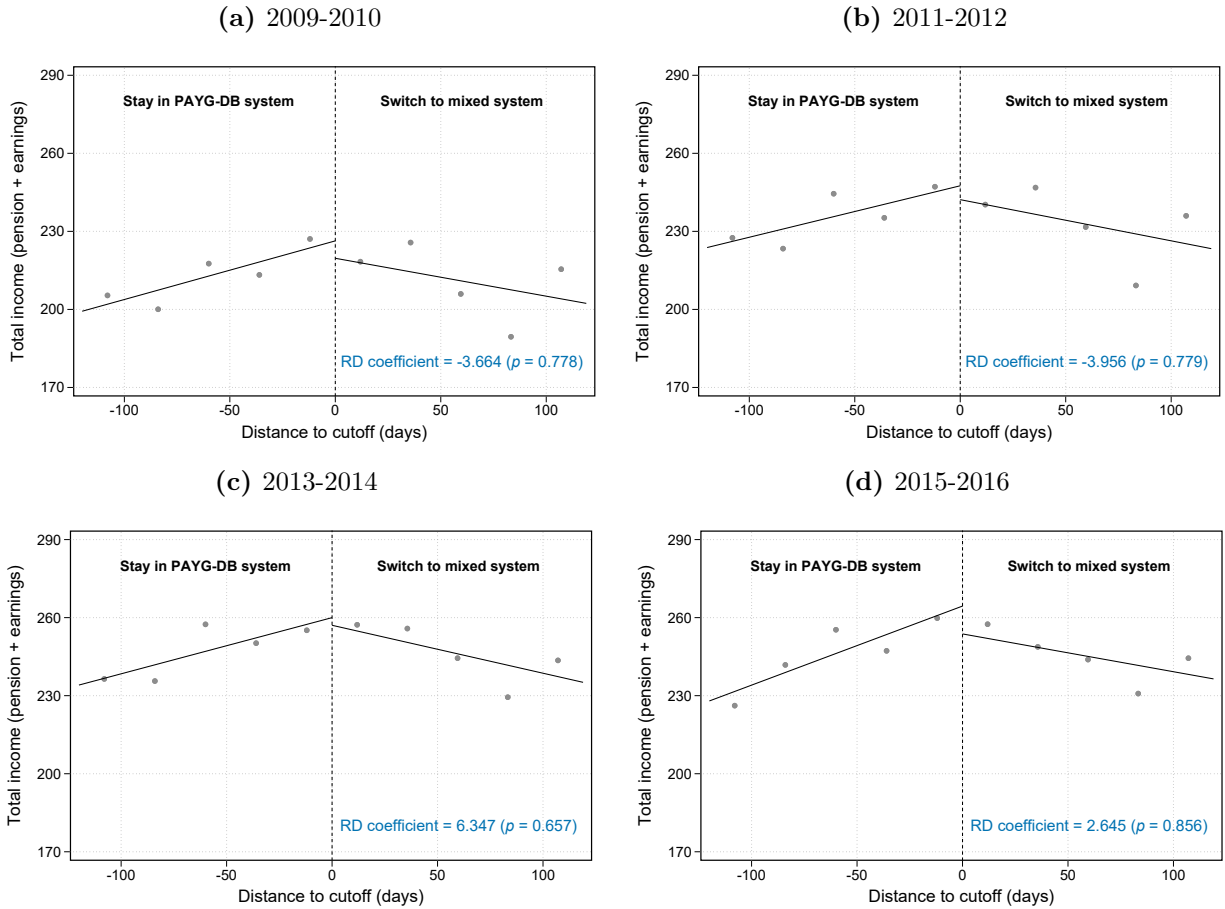 (a) 2009-2010
290
260
230
200
170
Total income (pension + earnings)
Stay in PAYG-DB system
Switch to mixed system
RD coefficient = -3.664 (p = 0.778)
-100
-50
0
50
100
Distance to cutoff (days)
(b) 2011-2012
290
260
230
200
170
Total income (pension + earnings)
Stay in PAYG-DB system
Switch to mixed system
RD coefficient = -3.956 (p = 0.779)
-100
-50
0
50
100
Distance to cutoff (days)
(c) 2013-2014
290
260
230
200
170
Total income (pension + earnings)
Stay in PAYG-DB system
Switch to mixed system
RD coefficient = 6.347 (p = 0.657)
-100
-50
0
50
100
Distance to cutoff (days)
(d) 2015-2016
290
260
230
200
170
Total income (pension + earnings)
Stay in PAYG-DB system
Switch to mixed system
RD coefficient = 2.645 (p = 0.856)
-100
-50
0
50
100
Distance to cutoff (days)